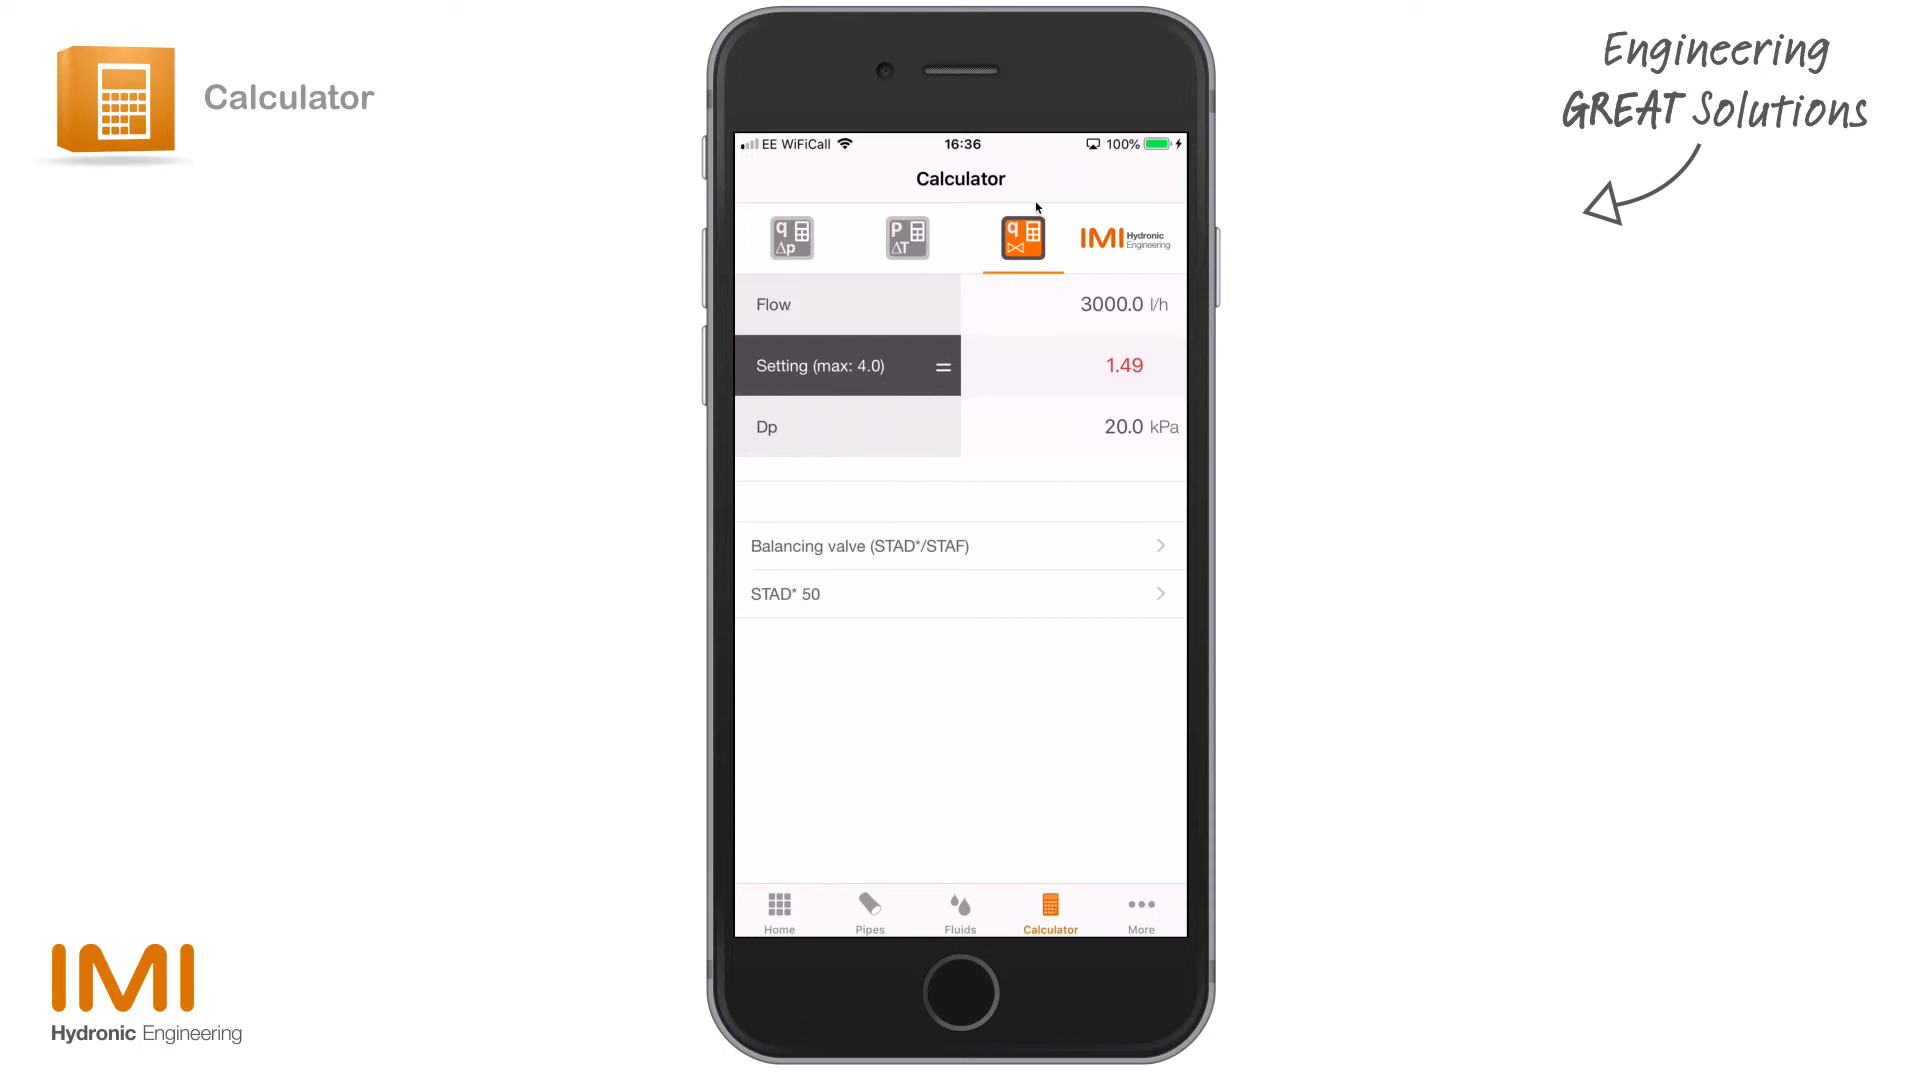 Calculator
Engineering
GREAT Solutions
EE WiFiCall 16:36 100%
Calculator
q Δp
P ΔT
q
IMI Hydronic Engineering
Flow 3000.0 l/h
Setting (max: 4.0) = 1.49
Dp 20.0 kPa
Balancing valve (STAD*/STAF)
STAD* 50
Home Pipes Fluids Calculator More
IMI
Hydronic Engineering